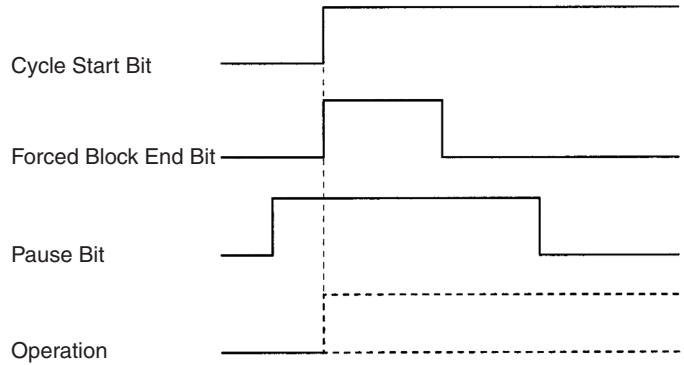 Cycle Start Bit
Forced Block End Bit
Pause Bit
Operation